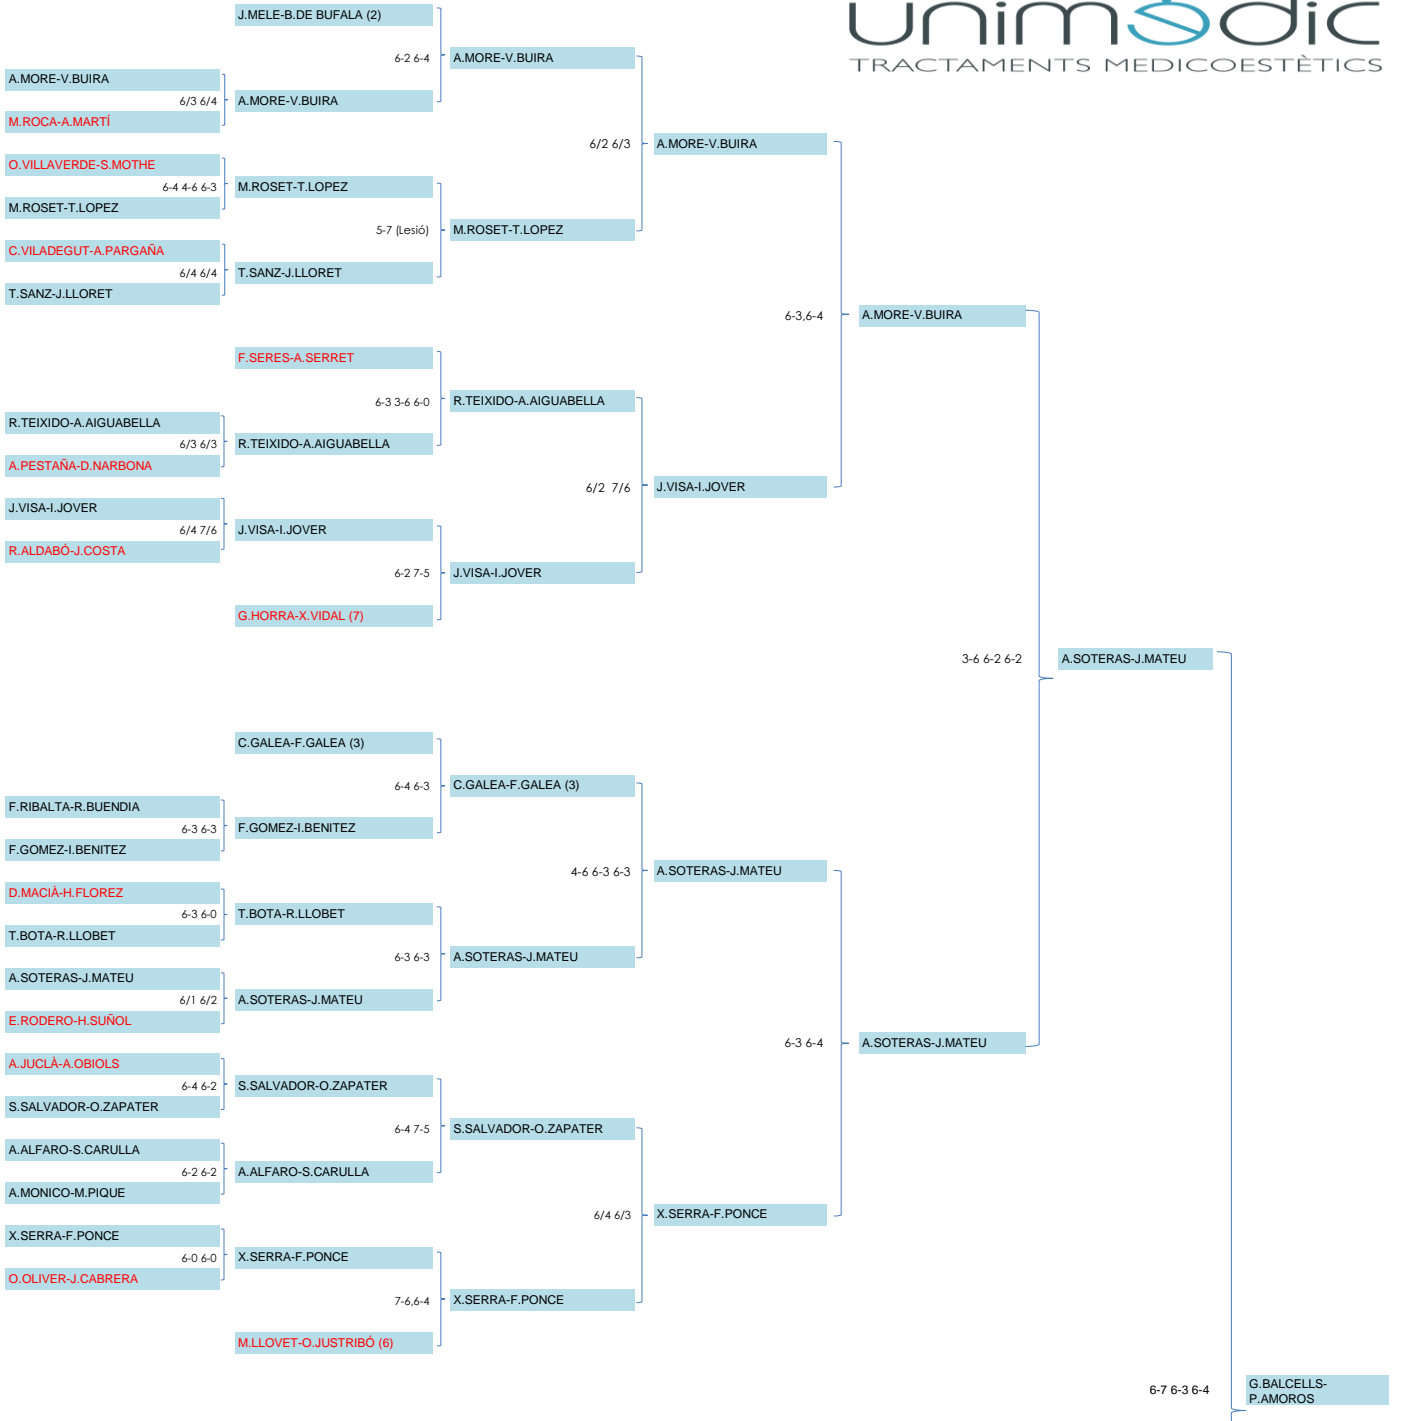 unimedic
TRACTAMENTS MEDICOESTÈTICS
J.MELE-B.DE BUFALA (2)
6-2 6-4
A.MORE-V.BUIRA
A.MORE-V.BUIRA
6/3 6/4
A.MORE-V.BUIRA
M.ROCA-A.MARTÍ
6/2 6/3
A.MORE-V.BUIRA
O.VILLAVERDE-S.MOTHE
6-4 4-6 6-3
M.ROSET-T.LOPEZ
M.ROSET-T.LOPEZ
5-7 (Lesió)
M.ROSET-T.LOPEZ
C.VILADEGUT-A.PARGAÑA
6/4 6/4
T.SANZ-J.LLORET
T.SANZ-J.LLORET
6-3,6-4
A.MORE-V.BUIRA
F.SERES-A.SERRET
6-3 3-6 6-0
R.TEIXIDO-A.AIGUABELLA
R.TEIXIDO-A.AIGUABELLA
6/3 6/3
R.TEIXIDO-A.AIGUABELLA
A.PESTAÑA-D.NARBONA
6/2 7/6
J.VISA-I.JOVER
J.VISA-I.JOVER
6/4 7/6
J.VISA-I.JOVER
R.ALDABÓ-J.COSTA
6-2 7-5
J.VISA-I.JOVER
G.HORRA-X.VIDAL (7)
3-6 6-2 6-2
A.SOTERAS-J.MATEU
C.GALEA-F.GALEA (3)
6-4 6-3
C.GALEA-F.GALEA (3)
F.RIBALTA-R.BUENDIA
6-3 6-3
F.GOMEZ-I.BENITEZ
F.GOMEZ-I.BENITEZ
4-6 6-3 6-3
A.SOTERAS-J.MATEU
D.MACIÀ-H.FLOREZ
6-3 6-0
T.BOTA-R.LLOBET
T.BOTA-R.LLOBET
6-3 6-3
A.SOTERAS-J.MATEU
A.SOTERAS-J.MATEU
6/1 6/2
A.SOTERAS-J.MATEU
E.RODERO-H.SUÑOL
6-3 6-4
A.SOTERAS-J.MATEU
A.JUCLÀ-A.OBIOLS
6-4 6-2
S.SALVADOR-O.ZAPATER
S.SALVADOR-O.ZAPATER
6-4 7-5
S.SALVADOR-O.ZAPATER
A.ALFARO-S.CARULLA
6-2 6-2
A.ALFARO-S.CARULLA
A.MONICO-M.PIQUE
6/4 6/3
X.SERRA-F.PONCE
X.SERRA-F.PONCE
6-0 6-0
X.SERRA-F.PONCE
O.OLIVER-J.CABRERA
7-6,6-4
X.SERRA-F.PONCE
M.LLOVET-O.JUSTRIBÓ (6)
6-7 6-3 6-4
G.BALCELLS-
P.AMOROS